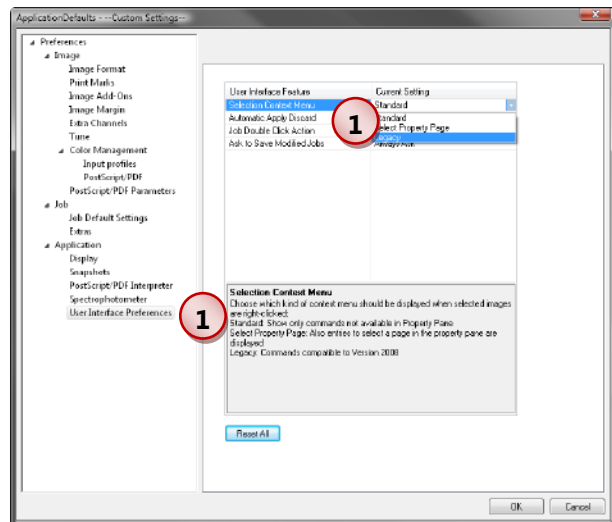 ApplicationDefaults - --Custom Settings--
Preferences
Image
Image Format
Print Marks
Image Add-Ons
Image Margin
Extra Channels
Tune
Color Management
Input profiles
PostScript/PDF
PostScript/PDF Parameters
Job
Job Default Settings
Extras
Application
Display
Snapshots
PostScript/PDF Interpreter
Spectrophotometer
User Interface Preferences
1
User Interface Feature Current Setting
Selection Context Menu Standard
Automatic Apply Discard Standard
Job Double Click Action Select Property Page
Legacy
Ask to Save Modified Jobs
1
Selection Context Menu
Choose which kind of context menu should be displayed when selected images
are right-clicked:
Standard: Show only commands not available in Property Pane
Select Property Page: Also entries to select a page in the property pane are
displayed
Legacy: Commands compatible to Version 2008
Reset All
OK Cancel